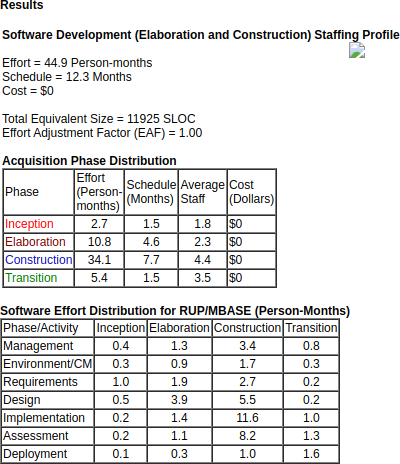 Results
Software Development (Elaboration and Construction) Staffing Profile
Effort = 44.9 Person-months
Schedule = 12.3 Months
Cost = $0
Total Equivalent Size = 11925 SLOC
Effort Adjustment Factor (EAF) = 1.00
Acquisition Phase Distribution
Phase Effort (Person-months) Schedule (Months) Average Staff Cost (Dollars)
Inception 2.7 1.5 1.8 $0
Elaboration 10.8 4.6 2.3 $0
Construction 34.1 7.7 4.4 $0
Transition 5.4 1.5 3.5 $0
Software Effort Distribution for RUP/MBASE (Person-Months)
Phase/Activity Inception Elaboration Construction Transition
Management 0.4 1.3 3.4 0.8
Environment/CM 0.3 0.9 1.7 0.3
Requirements 1.0 1.9 2.7 0.2
Design 0.5 3.9 5.5 0.2
Implementation 0.2 1.4 11.6 1.0
Assessment 0.2 1.1 8.2 1.3
Deployment 0.1 0.3 1.0 1.6